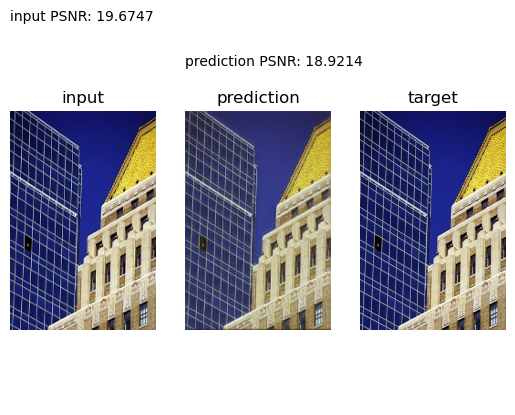 input PSNR: 19.6747
prediction PSNR: 18.9214
input
prediction
target